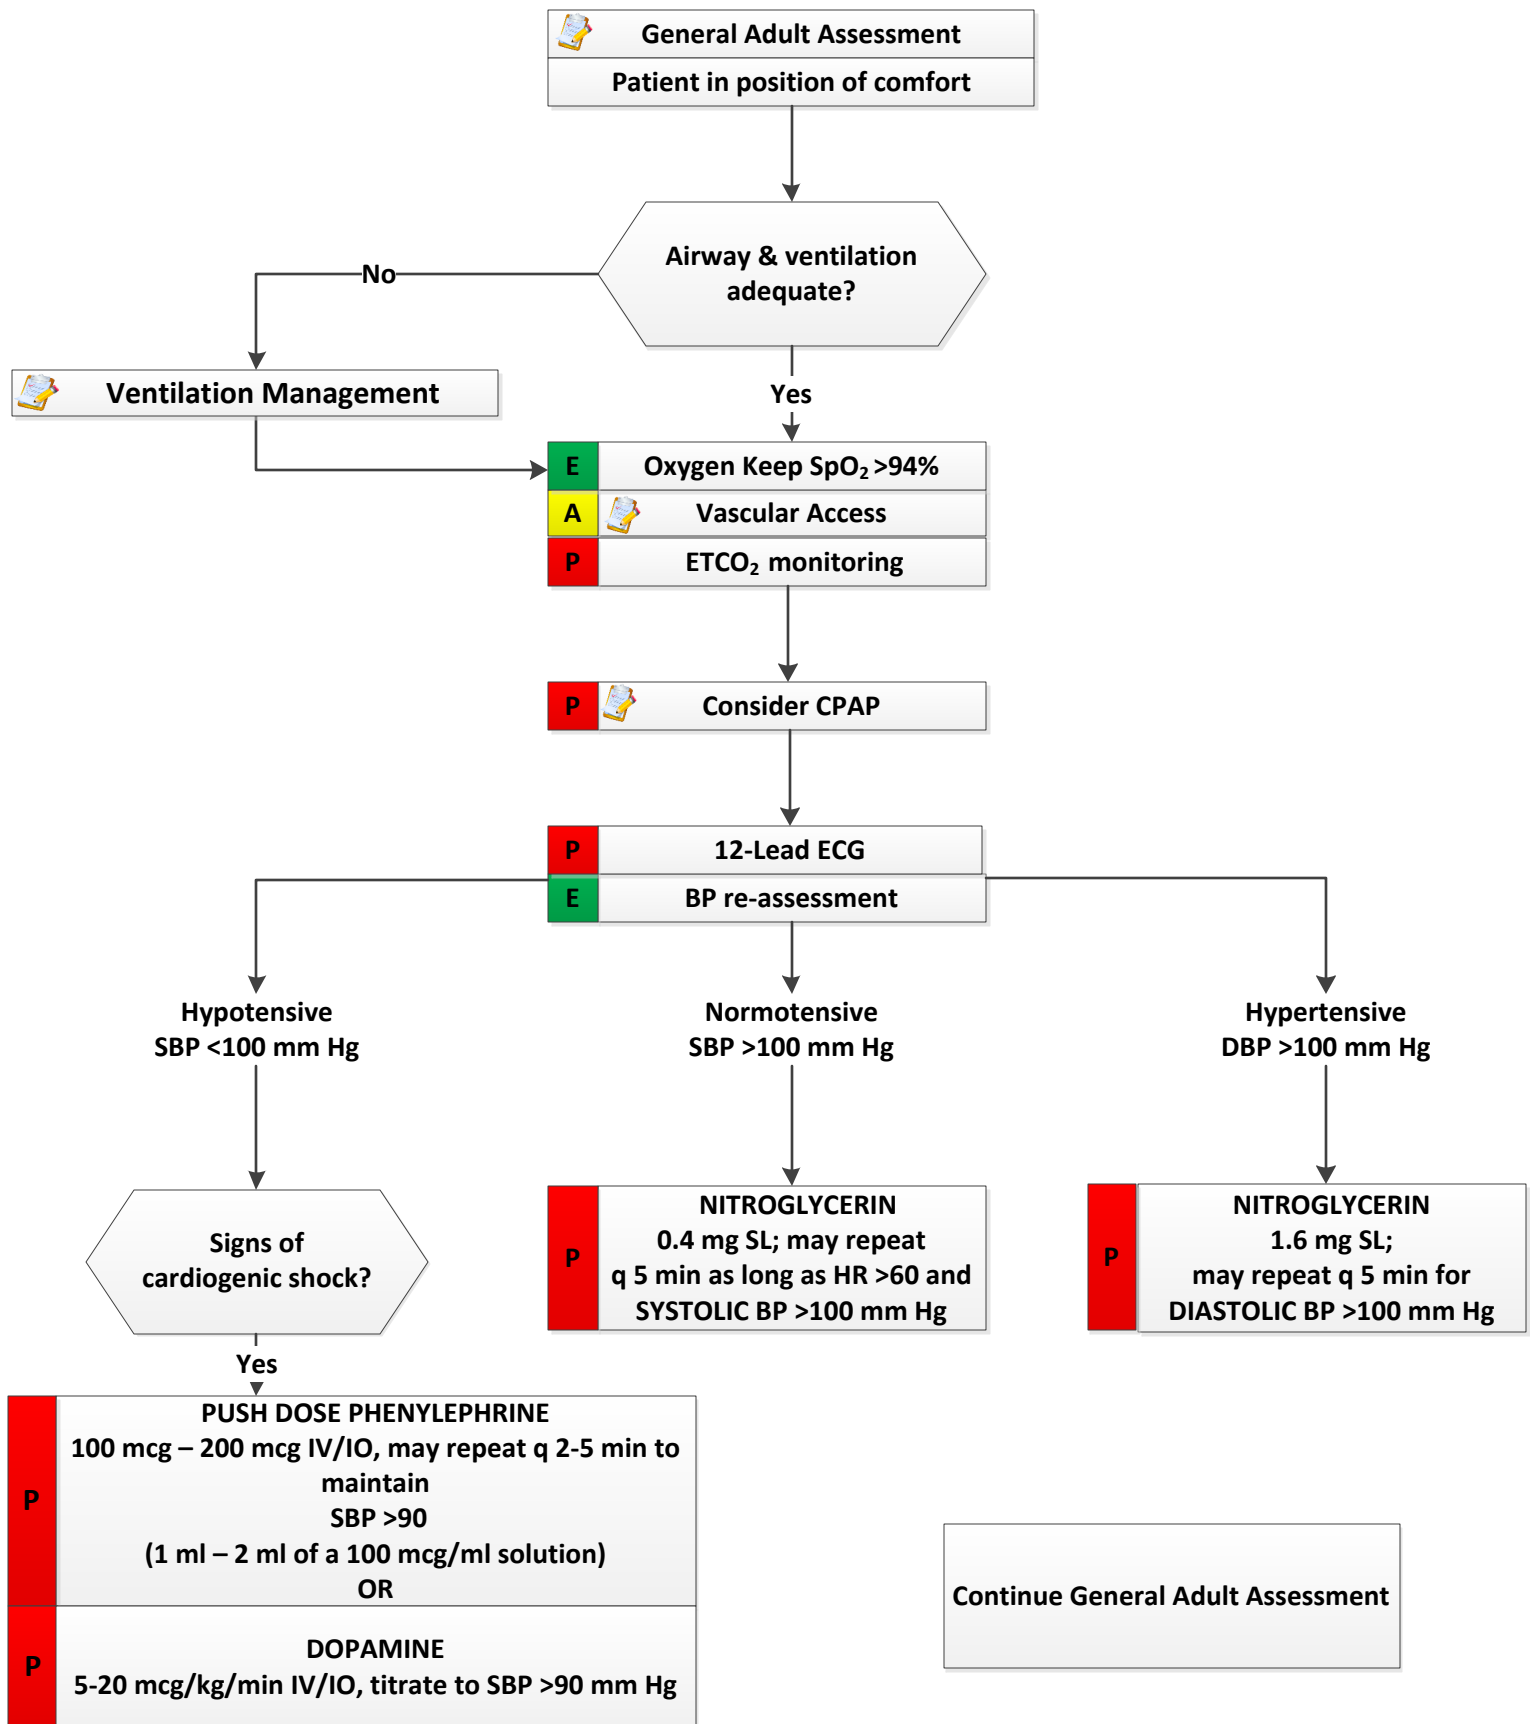 General Adult Assessment
Patient in position of comfort
Airway & ventilation
adequate?
No
Yes
Ventilation Management
E
Oxygen Keep SpO₂ >94%
A
Vascular Access
P
ETCO₂ monitoring
P
Consider CPAP
P
12-Lead ECG
E
BP re-assessment
Hypotensive
SBP <100 mm Hg
Normotensive
SBP >100 mm Hg
Hypertensive
DBP >100 mm Hg
Signs of
cardiogenic shock?
P
NITROGLYCERIN
0.4 mg SL; may repeat
q 5 min as long as HR >60 and
SYSTOLIC BP >100 mm Hg
P
NITROGLYCERIN
1.6 mg SL;
may repeat q 5 min for
DIASTOLIC BP >100 mm Hg
Yes
P
PUSH DOSE PHENYLEPHRINE
100 mcg – 200 mcg IV/IO, may repeat q 2-5 min to
maintain
SBP >90
(1 ml – 2 ml of a 100 mcg/ml solution)
OR
P
DOPAMINE
5-20 mcg/kg/min IV/IO, titrate to SBP >90 mm Hg
Continue General Adult Assessment